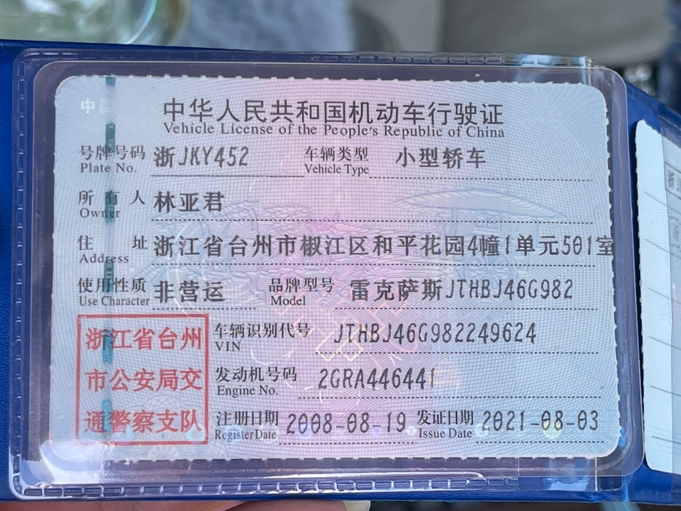 中华人民共和国机动车行驶证
Vehicle License of the People's Republic of China
号牌号码 浙JKY452 车辆类型 小型轿车
Plate No. Vehicle Type
所有人 林亚君
Owner
住址 浙江省台州市椒江区和平花园4幢1单元501室
Address
使用性质 非营运 品牌型号 雷克萨斯JTHBJ46G982
Use Character Model
浙江省台州 车辆识别代号 JTHBJ46G982249624
VIN
市公安局交 发动机号码 2GRA446441
Engine No.
通警察支队 注册日期 2008-08-19 发证日期 2021-08-03
Register Date Issue Date